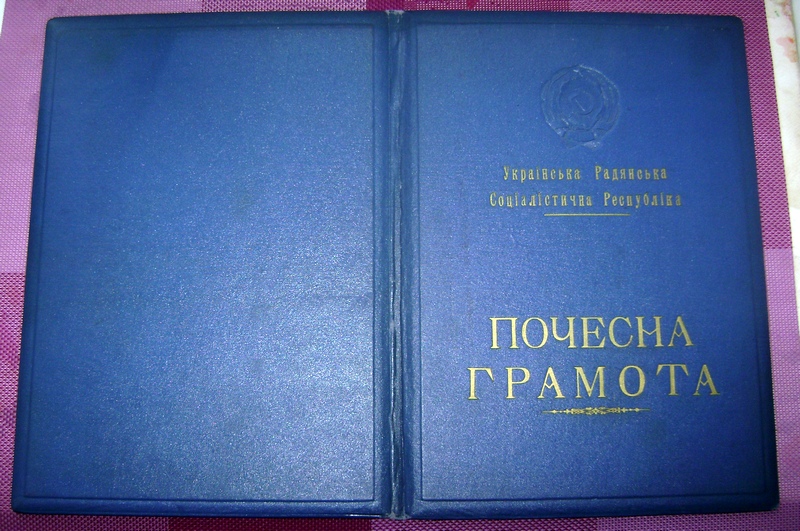 Українська Радянська
Соціалістична Республіка
ПОЧЕСНА
ГРАМОТА